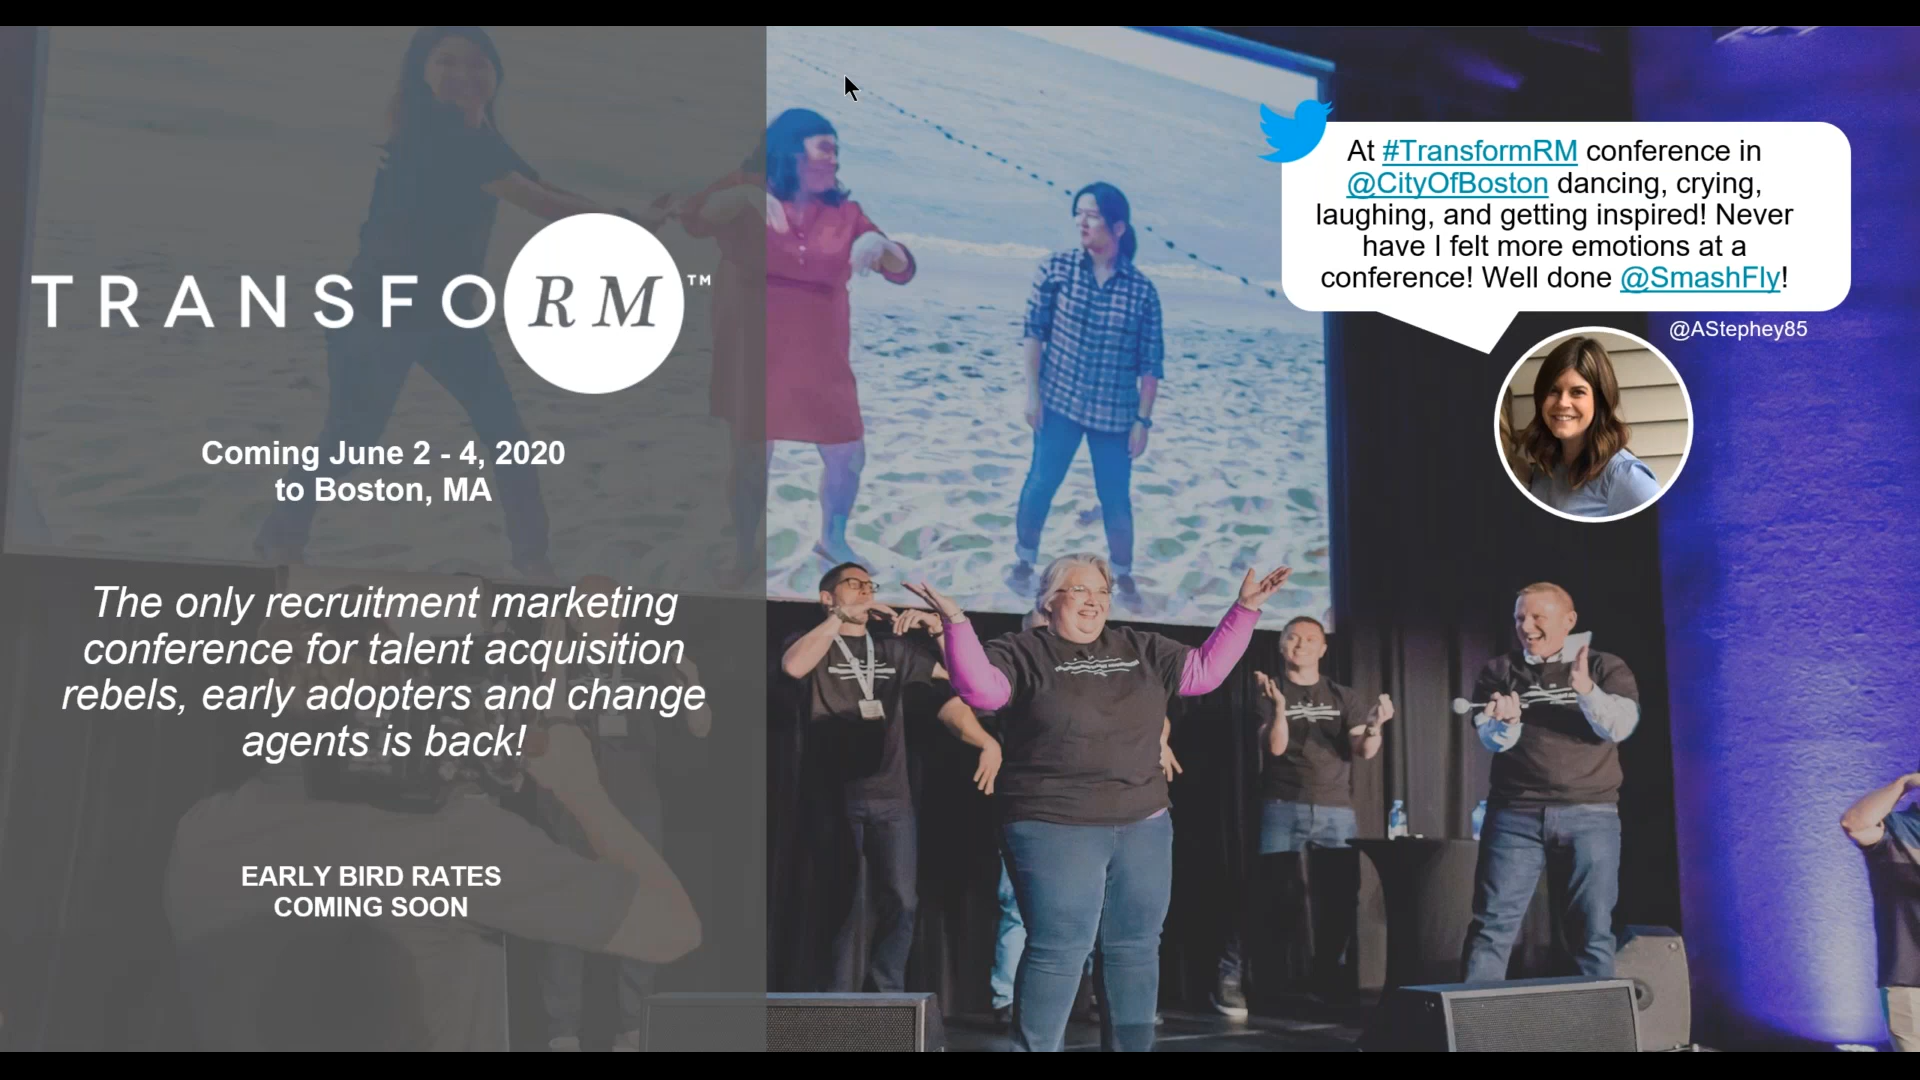 TRANSFORM™
Coming June 2 - 4, 2020
to Boston, MA
The only recruitment marketing
conference for talent acquisition
rebels, early adopters and change
agents is back!
EARLY BIRD RATES
COMING SOON
At #TransformRM conference in
@CityOfBoston dancing, crying,
laughing, and getting inspired! Never
have I felt more emotions at a
conference! Well done @SmashFly!
@AStephey85